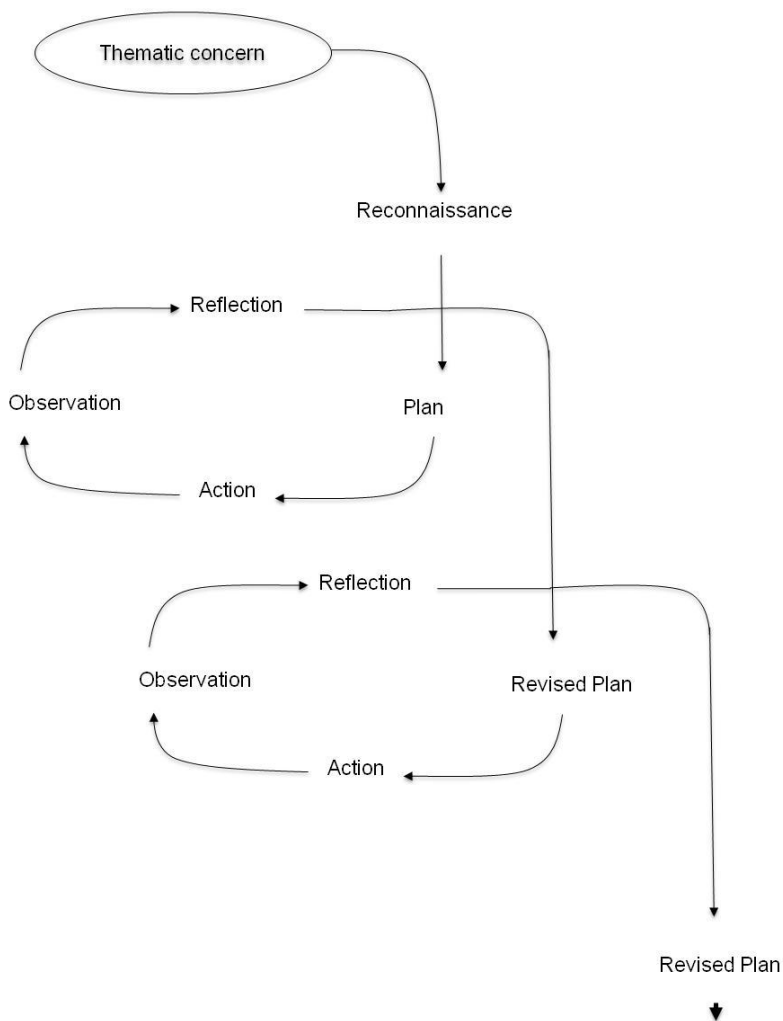 Thematic concern
Reconnaissance
Reflection
Observation
Plan
Action
Reflection
Observation
Revised Plan
Action
Revised Plan